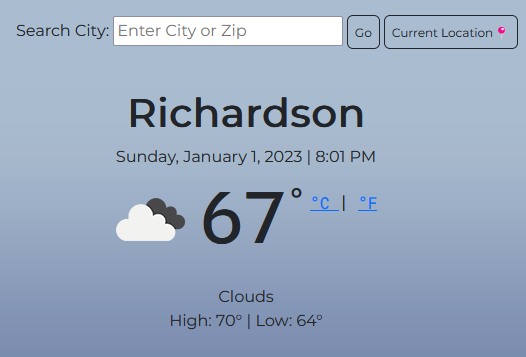 Search City: Enter City or Zip Go Current Location
Richardson
Sunday, January 1, 2023 | 8:01 PM
67° °C | °F
Clouds
High: 70° | Low: 64°